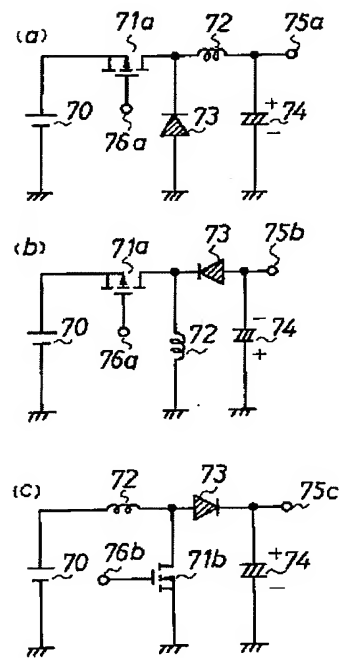 (a) 71a 72 75a
70 76a 73 + 74
−
(b) 71a 73 75b
70 76a 72 − 74
+
(c) 72 73 75c
70 76b 71b + 74
−